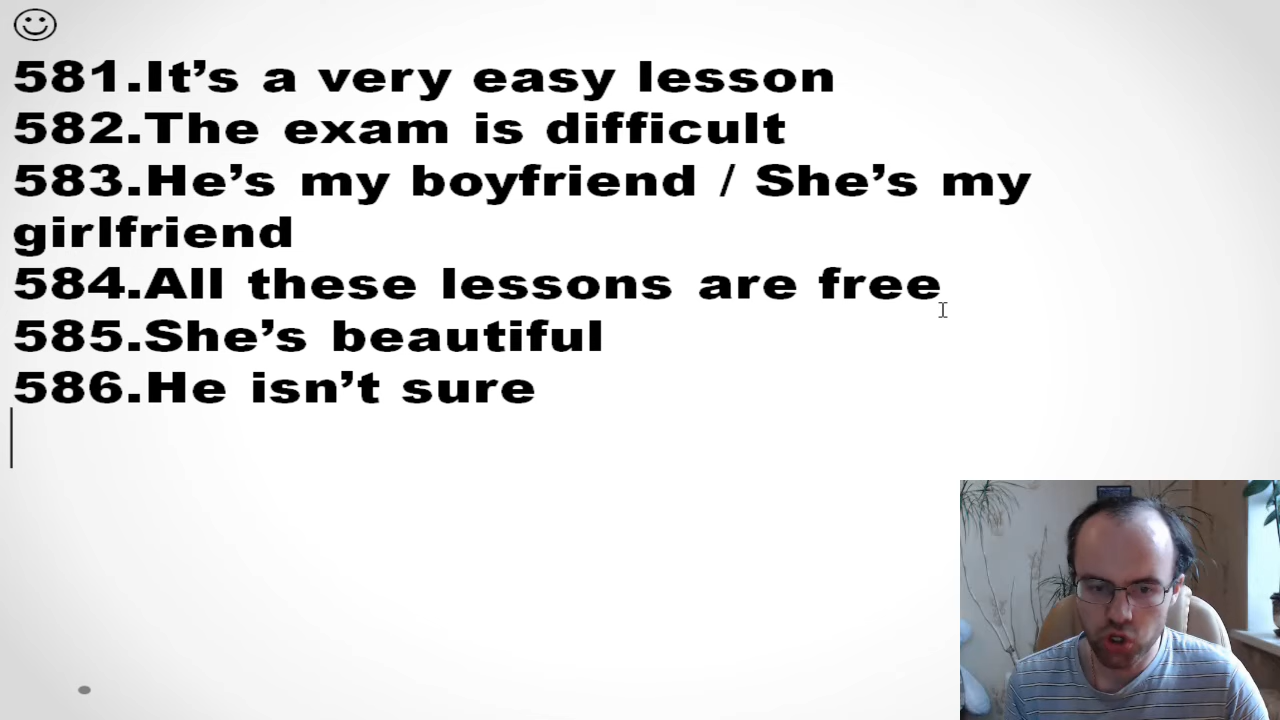 581.It’s a very easy lesson
582.The exam is difficult
583.He’s my boyfriend / She’s my
girlfriend
584.All these lessons are free
585.She’s beautiful
586.He isn’t sure